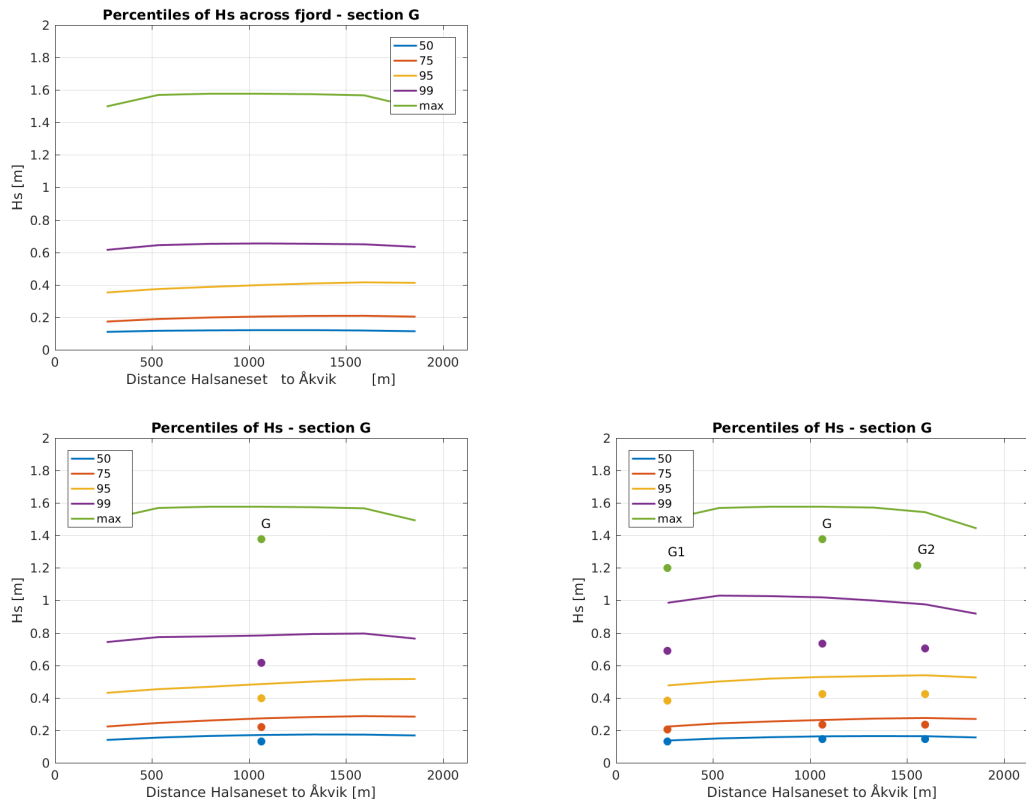 Percentiles of Hs across fjord - section G
2
1.8
1.6
1.4
1.2
1
0.8
0.6
0.4
0.2
0
Hs [m]
50
75
95
99
max
0 500 1000 1500 2000
Distance Halsaneset to Åkvik [m]
Percentiles of Hs - section G
2
1.8
1.6
1.4
1.2
1
0.8
0.6
0.4
0.2
0
Hs [m]
50
75
95
99
max
G
0 500 1000 1500 2000
Distance Halsaneset to Åkvik [m]
Percentiles of Hs - section G
2
1.8
1.6
1.4
1.2
1
0.8
0.6
0.4
0.2
0
Hs [m]
50
75
95
99
max
G1
G
G2
0 500 1000 1500 2000
Distance Halsaneset to Åkvik [m]